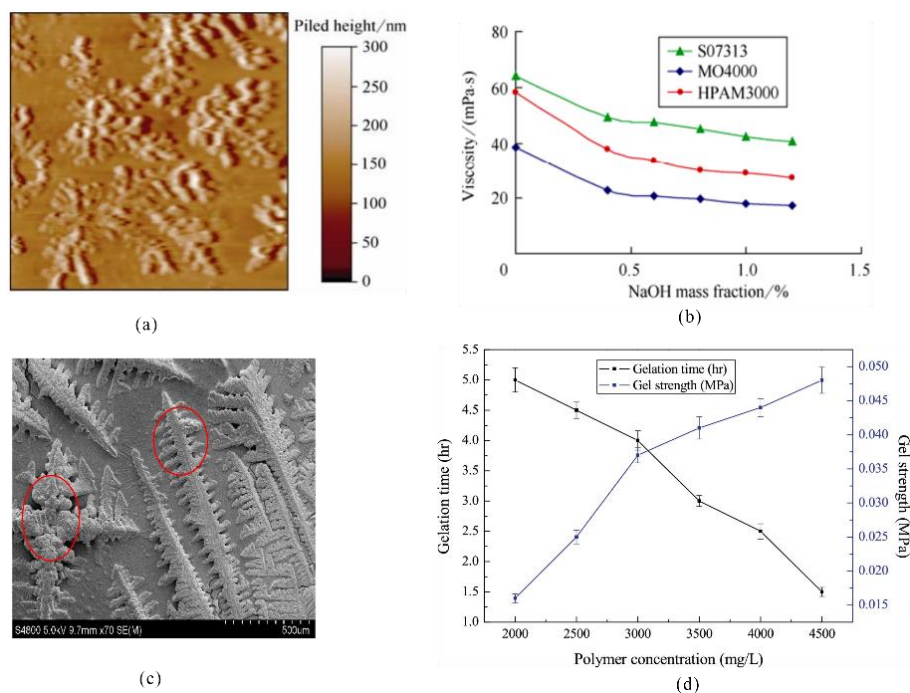 Piled height/nm
300
250
200
150
100
50
0
(a)
S07313
MO4000
HPAM3000
Viscosity/(mPa·s)
80
60
40
20
0
0.5
1.0
1.5
NaOH mass fraction/%
(b)
S4800 5.0kV 9.7mm x70 SE(M)
500um
(c)
Gelation time (hr)
Gel strength (MPa)
Gelation time (hr)
5.5
5.0
4.5
4.0
3.5
3.0
2.5
2.0
1.5
1.0
0.050
0.045
0.040
0.035
0.030
0.025
0.020
0.015
Gel strength (MPa)
2000 2500 3000 3500 4000 4500
Polymer concentration (mg/L)
(d)